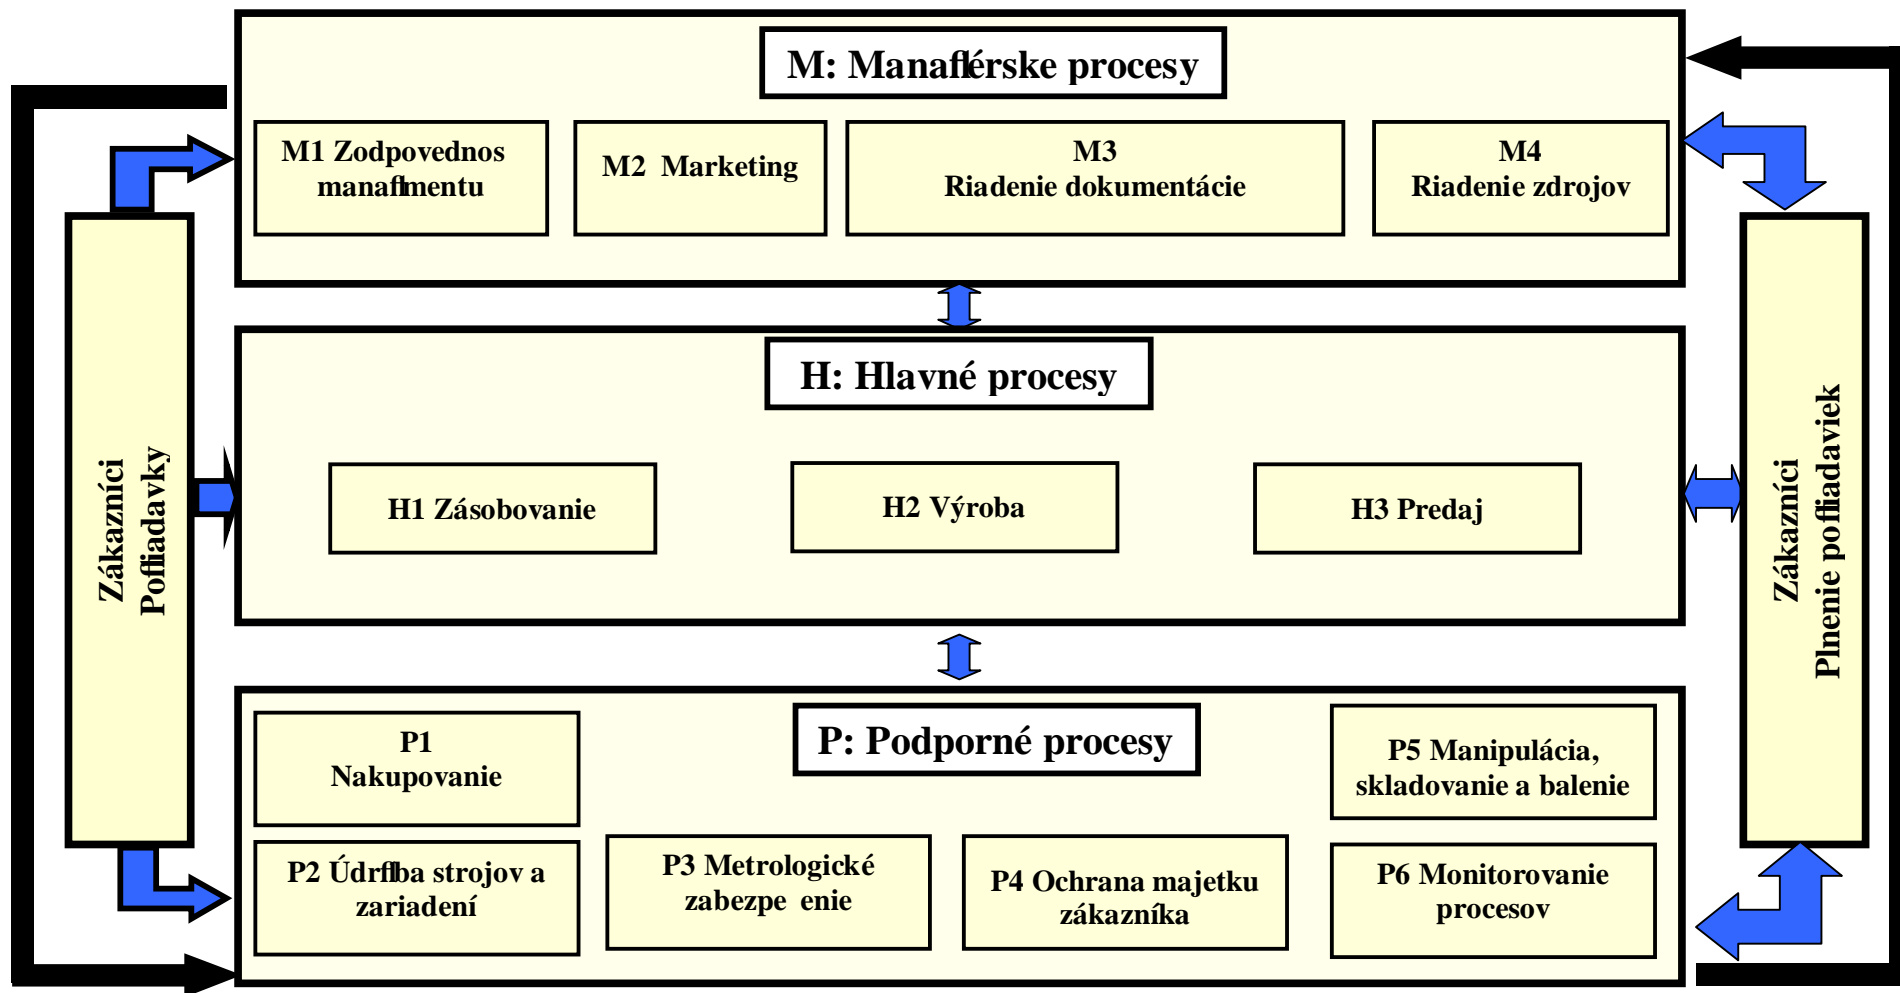 M: Manaflérske procesy
M1 Zodpovednos
manaflmentu
M2 Marketing
M3
Riadenie dokumentácie
M4
Riadenie zdrojov
Zákazníci
Pofliadavky
H: Hlavné procesy
H1 Zásobovanie
H2 Výroba
H3 Predaj
Zákazníci
Plnenie pofliadaviek
P: Podporné procesy
P1
Nakupovanie
P2 Údrflba strojov a
zariadení
P3 Metrologické
zabezpe enie
P4 Ochrana majetku
zákazníka
P5 Manipulácia,
skladovanie a balenie
P6 Monitorovanie
procesov